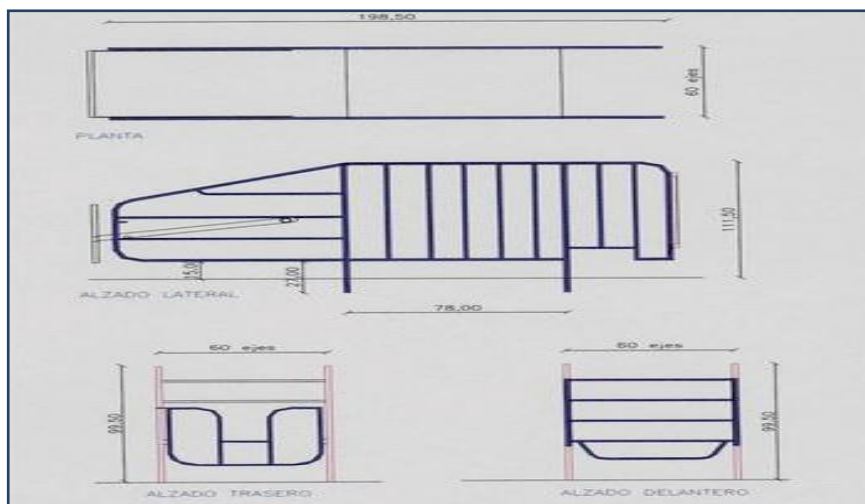 198,50
60 ejes
PLANTA
111,50
15,00
27,00
ALZADO LATERAL
78,00
60 ejes
60 ejes
99,50
99,50
ALZADO TRASERO
ALZADO DELANTERO